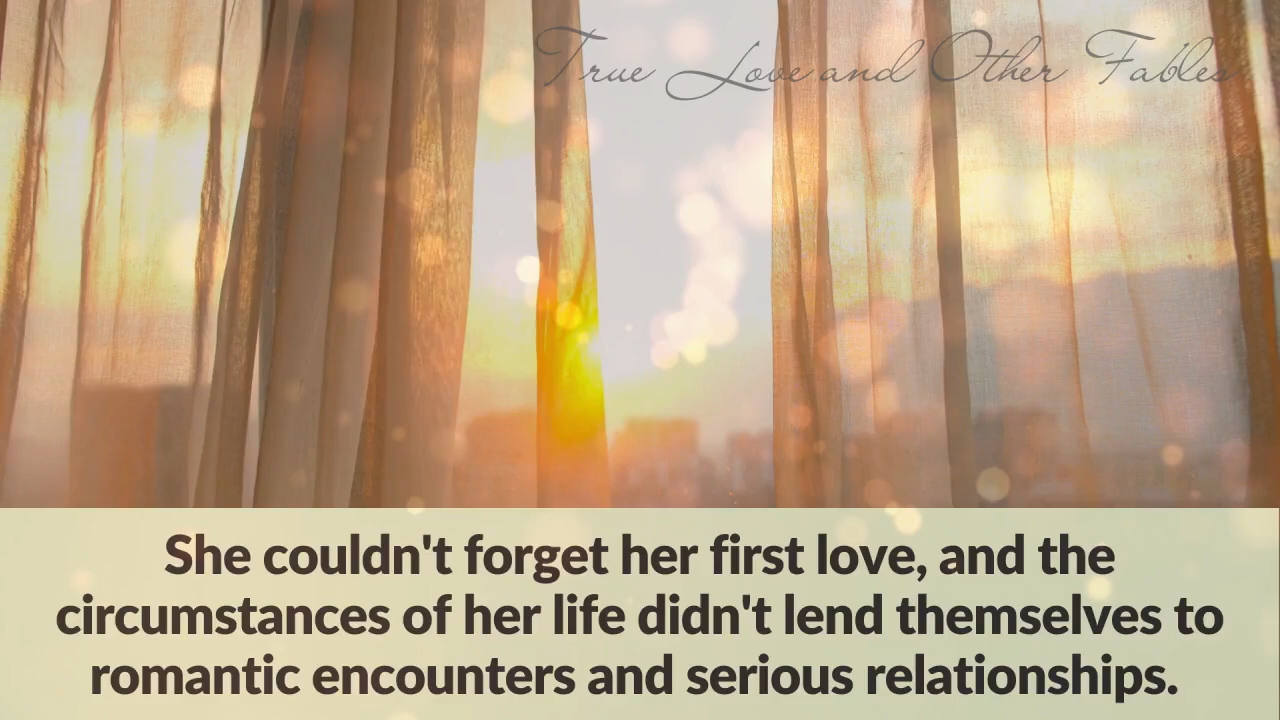 True Love and Other Fables
She couldn't forget her first love, and the
circumstances of her life didn't lend themselves to
romantic encounters and serious relationships.